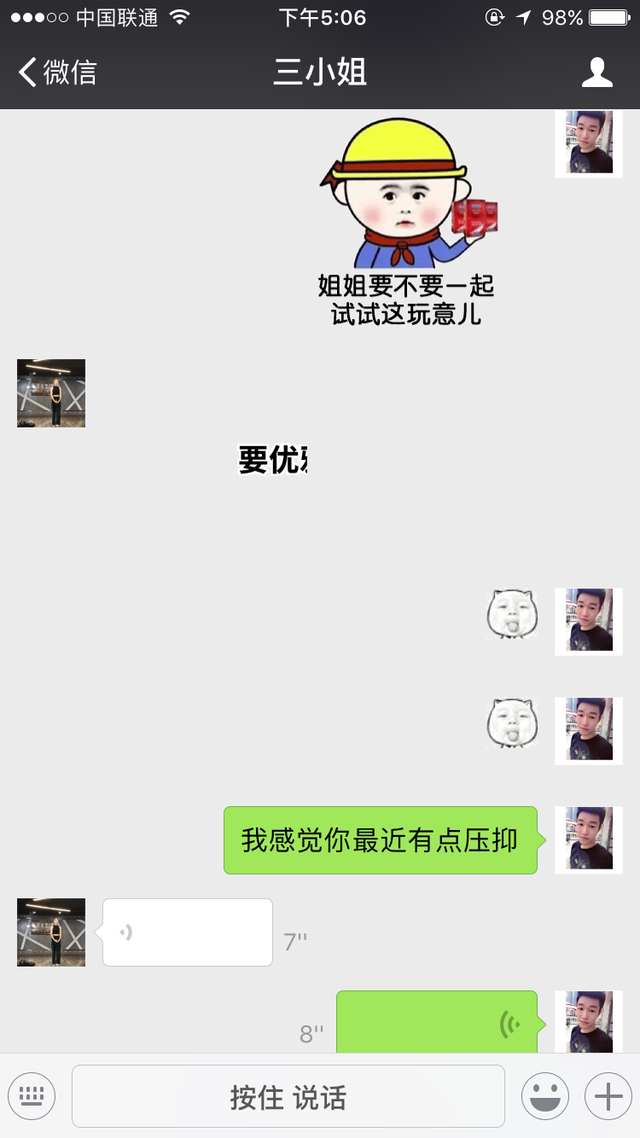 中国联通
下午5:06
98%
微信
三小姐
姐姐要不要一起
试试这玩意儿
要优
我感觉你最近有点压抑
7''
8''
按住 说话